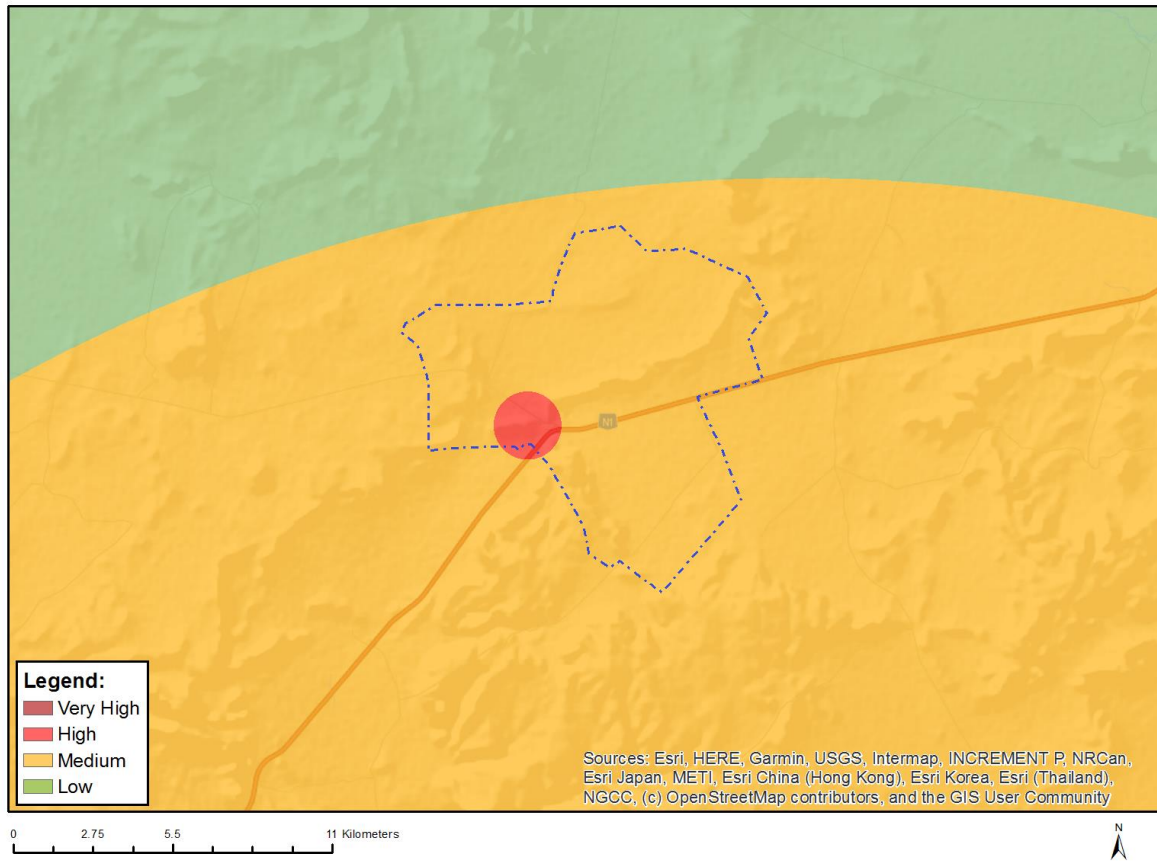 N1
Legend:
Very High
High
Medium
Low
Sources: Esri, HERE, Garmin, USGS, Intermap, INCREMENT P, NRCan,
Esri Japan, METI, Esri China (Hong Kong), Esri Korea, Esri (Thailand),
NGCC, (c) OpenStreetMap contributors, and the GIS User Community
0 2.75 5.5 11 Kilometers
N